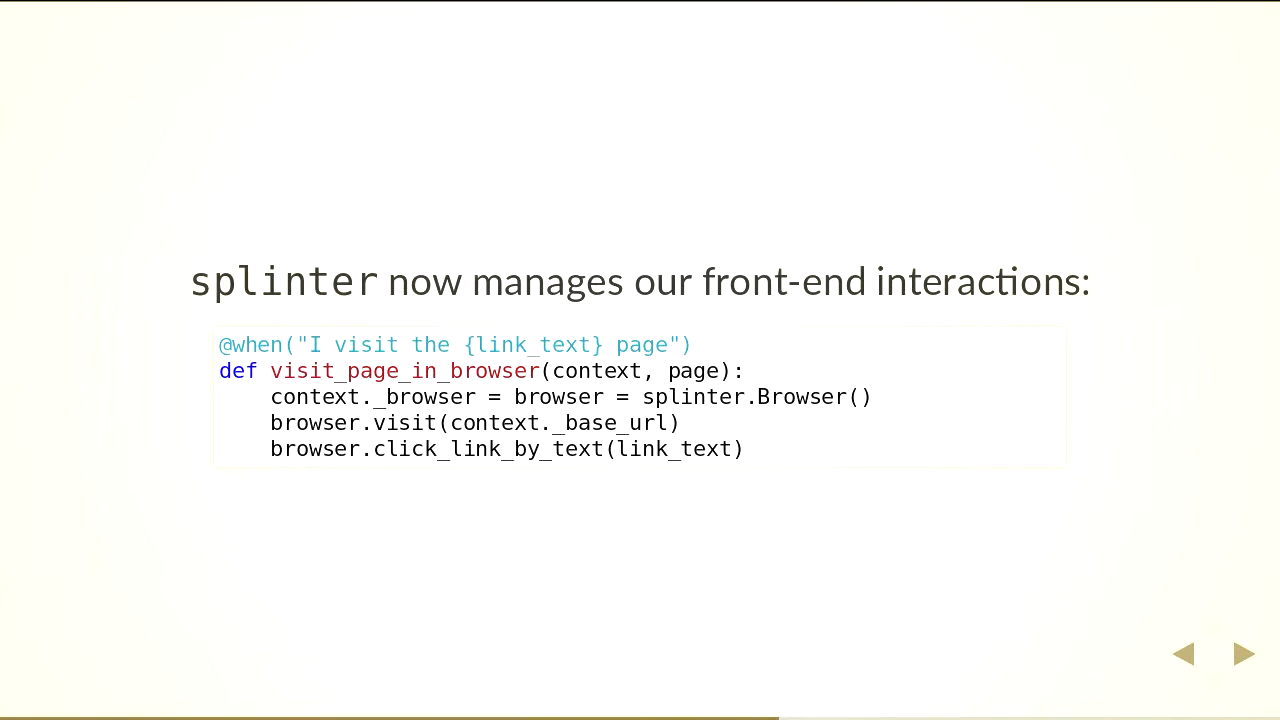 splinter now manages our front-end interactions:
@when("I visit the {link_text} page")
def visit_page_in_browser(context, page):
    context._browser = browser = splinter.Browser()
    browser.visit(context._base_url)
    browser.click_link_by_text(link_text)